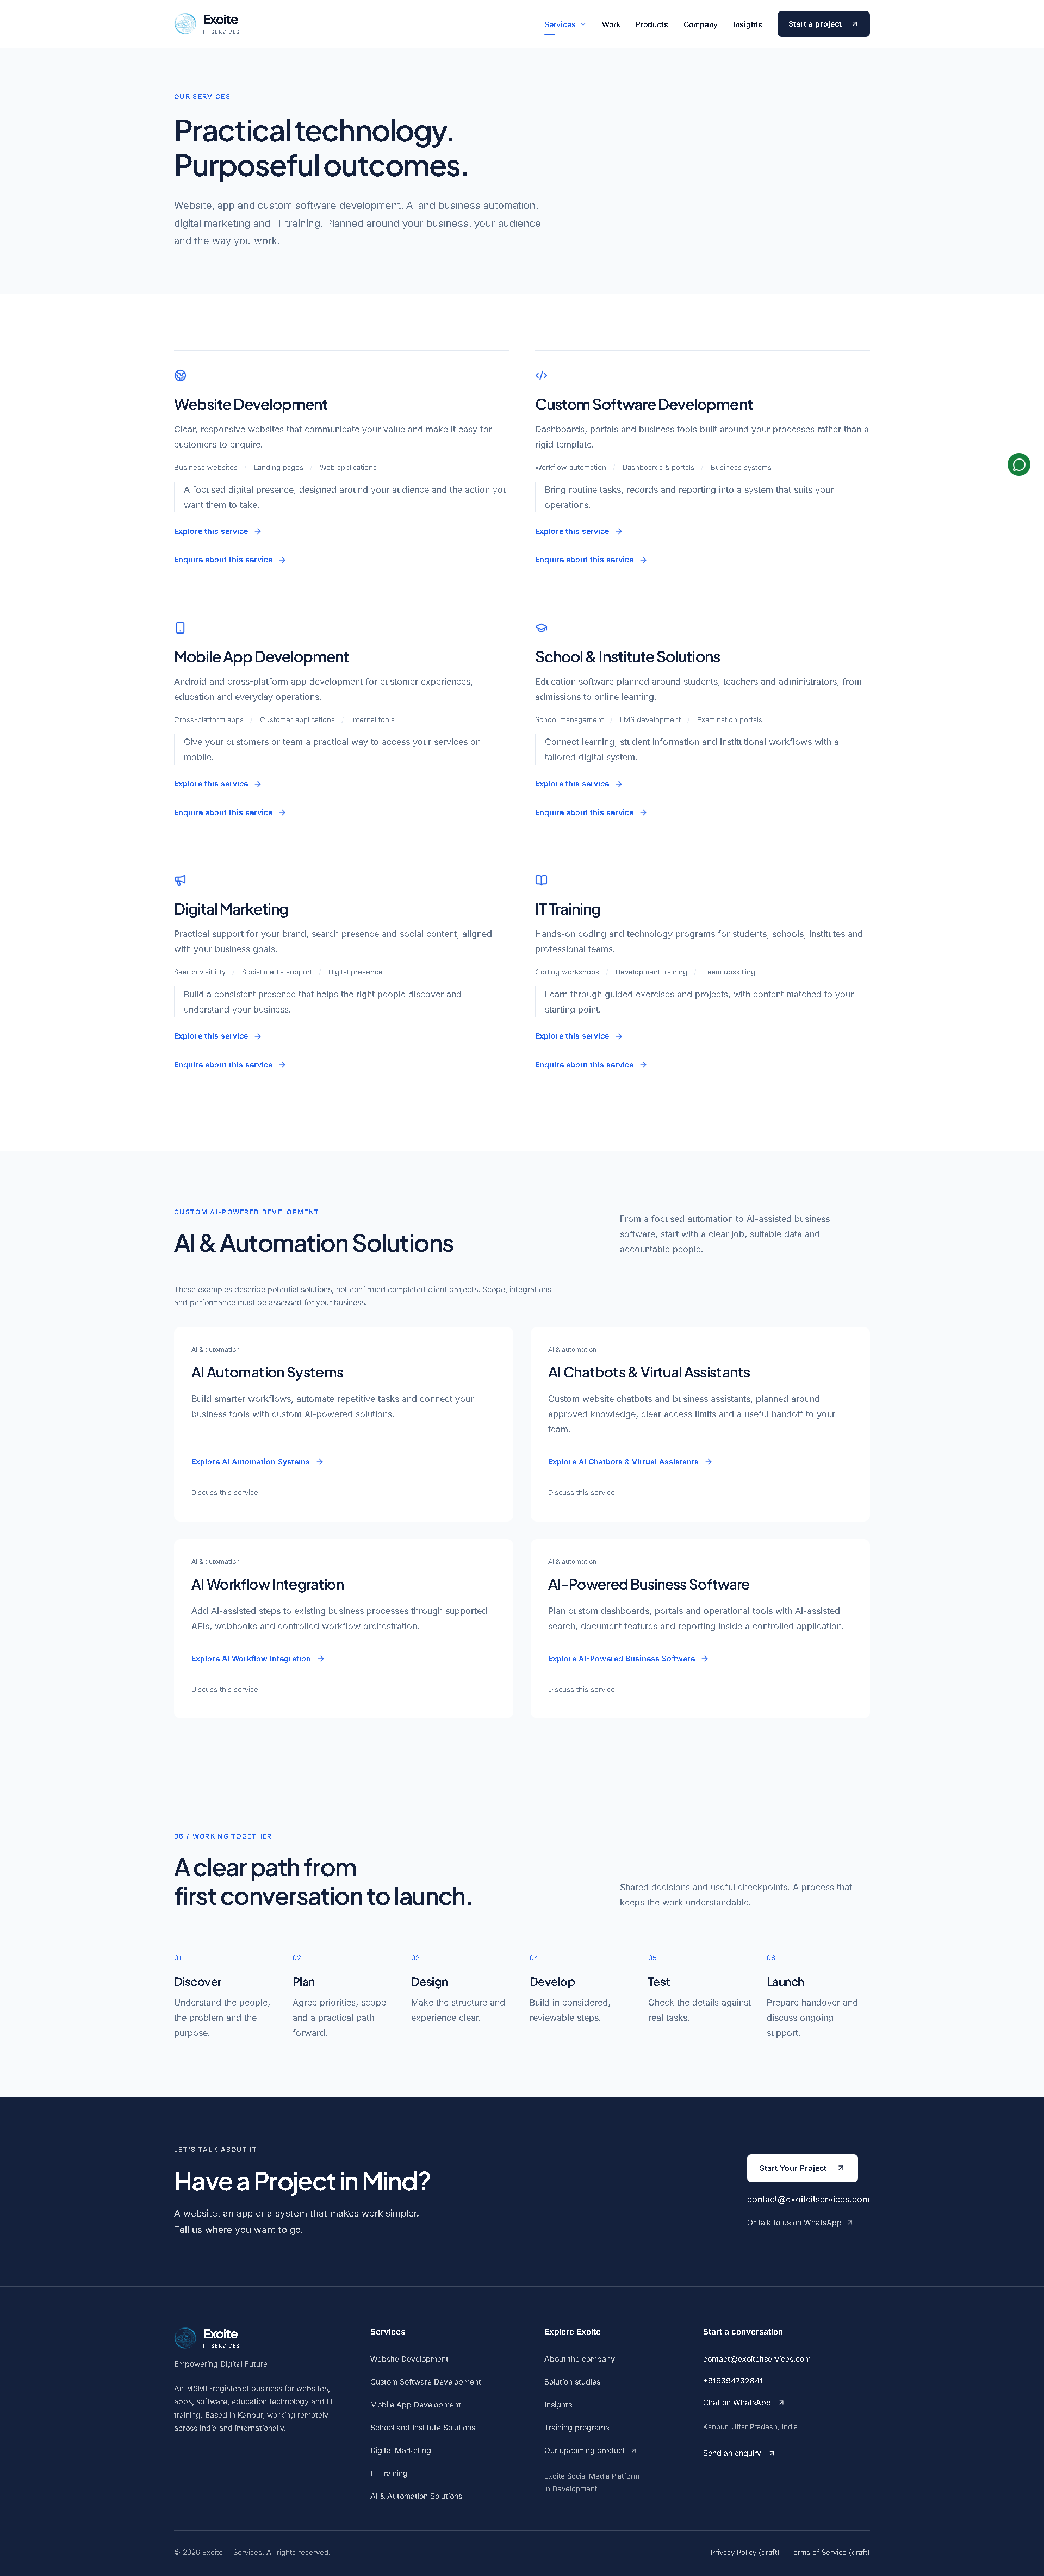 Exoite
IT SERVICES
Services
Work
Products
Company
Insights
Start a project
OUR SERVICES
Practical technology.
Purposeful outcomes.
Website, app and custom software development, AI and business automation,
digital marketing and IT training. Planned around your business, your audience
and the way you work.
Website Development
Clear, responsive websites that communicate your value and make it easy for
customers to enquire.
Business websites / Landing pages / Web applications
A focused digital presence, designed around your audience and the action you
want them to take.
Explore this service
Enquire about this service
Custom Software Development
Dashboards, portals and business tools built around your processes rather than a
rigid template.
Workflow automation / Dashboards & portals / Business systems
Bring routine tasks, records and reporting into a system that suits your
operations.
Explore this service
Enquire about this service
Mobile App Development
Android and cross-platform app development for customer experiences,
education and everyday operations.
Cross-platform apps / Customer applications / Internal tools
Give your customers or team a practical way to access your services on
mobile.
Explore this service
Enquire about this service
School & Institute Solutions
Education software planned around students, teachers and administrators, from
admissions to online learning.
School management / LMS development / Examination portals
Connect learning, student information and institutional workflows with a
tailored digital system.
Explore this service
Enquire about this service
Digital Marketing
Practical support for your brand, search presence and social content, aligned
with your business goals.
Search visibility / Social media support / Digital presence
Build a consistent presence that helps the right people discover and
understand your business.
Explore this service
Enquire about this service
IT Training
Hands-on coding and technology programs for students, schools, institutes and
professional teams.
Coding workshops / Development training / Team upskilling
Learn through guided exercises and projects, with content matched to your
starting point.
Explore this service
Enquire about this service
CUSTOM AI-POWERED DEVELOPMENT
AI & Automation Solutions
From a focused automation to AI-assisted business
software, start with a clear job, suitable data and
accountable people.
These examples describe potential solutions, not confirmed completed client projects. Scope, integrations
and performance must be assessed for your business.
AI & automation
AI Automation Systems
Build smarter workflows, automate repetitive tasks and connect your
business tools with custom AI-powered solutions.
Explore AI Automation Systems
Discuss this service
AI & automation
AI Chatbots & Virtual Assistants
Custom website chatbots and business assistants, planned around
approved knowledge, clear access limits and a useful handoff to your
team.
Explore AI Chatbots & Virtual Assistants
Discuss this service
AI & automation
AI Workflow Integration
Add AI-assisted steps to existing business processes through supported
APIs, webhooks and controlled workflow orchestration.
Explore AI Workflow Integration
Discuss this service
AI & automation
AI-Powered Business Software
Plan custom dashboards, portals and operational tools with AI-assisted
search, document features and reporting inside a controlled application.
Explore AI-Powered Business Software
Discuss this service
08 / WORKING TOGETHER
A clear path from
first conversation to launch.
Shared decisions and useful checkpoints. A process that
keeps the work understandable.
01
Discover
Understand the people,
the problem and the
purpose.
02
Plan
Agree priorities, scope
and a practical path
forward.
03
Design
Make the structure and
experience clear.
04
Develop
Build in considered,
reviewable steps.
05
Test
Check the details against
real tasks.
06
Launch
Prepare handover and
discuss ongoing
support.
LET'S TALK ABOUT IT
Have a Project in Mind?
A website, an app or a system that makes work simpler.
Tell us where you want to go.
Start Your Project
contact@exoiteitservices.com
Or talk to us on WhatsApp
Exoite
IT SERVICES
Empowering Digital Future
An MSME-registered business for websites,
apps, software, education technology and IT
training. Based in Kanpur, working remotely
across India and internationally.
Services
Website Development
Custom Software Development
Mobile App Development
School and Institute Solutions
Digital Marketing
IT Training
AI & Automation Solutions
Explore Exoite
About the company
Solution studies
Insights
Training programs
Our upcoming product
Exoite Social Media Platform
In Development
Start a conversation
contact@exoiteitservices.com
+916394732841
Chat on WhatsApp
Kanpur, Uttar Pradesh, India
Send an enquiry
© 2026 Exoite IT Services. All rights reserved.
Privacy Policy (draft)
Terms of Service (draft)